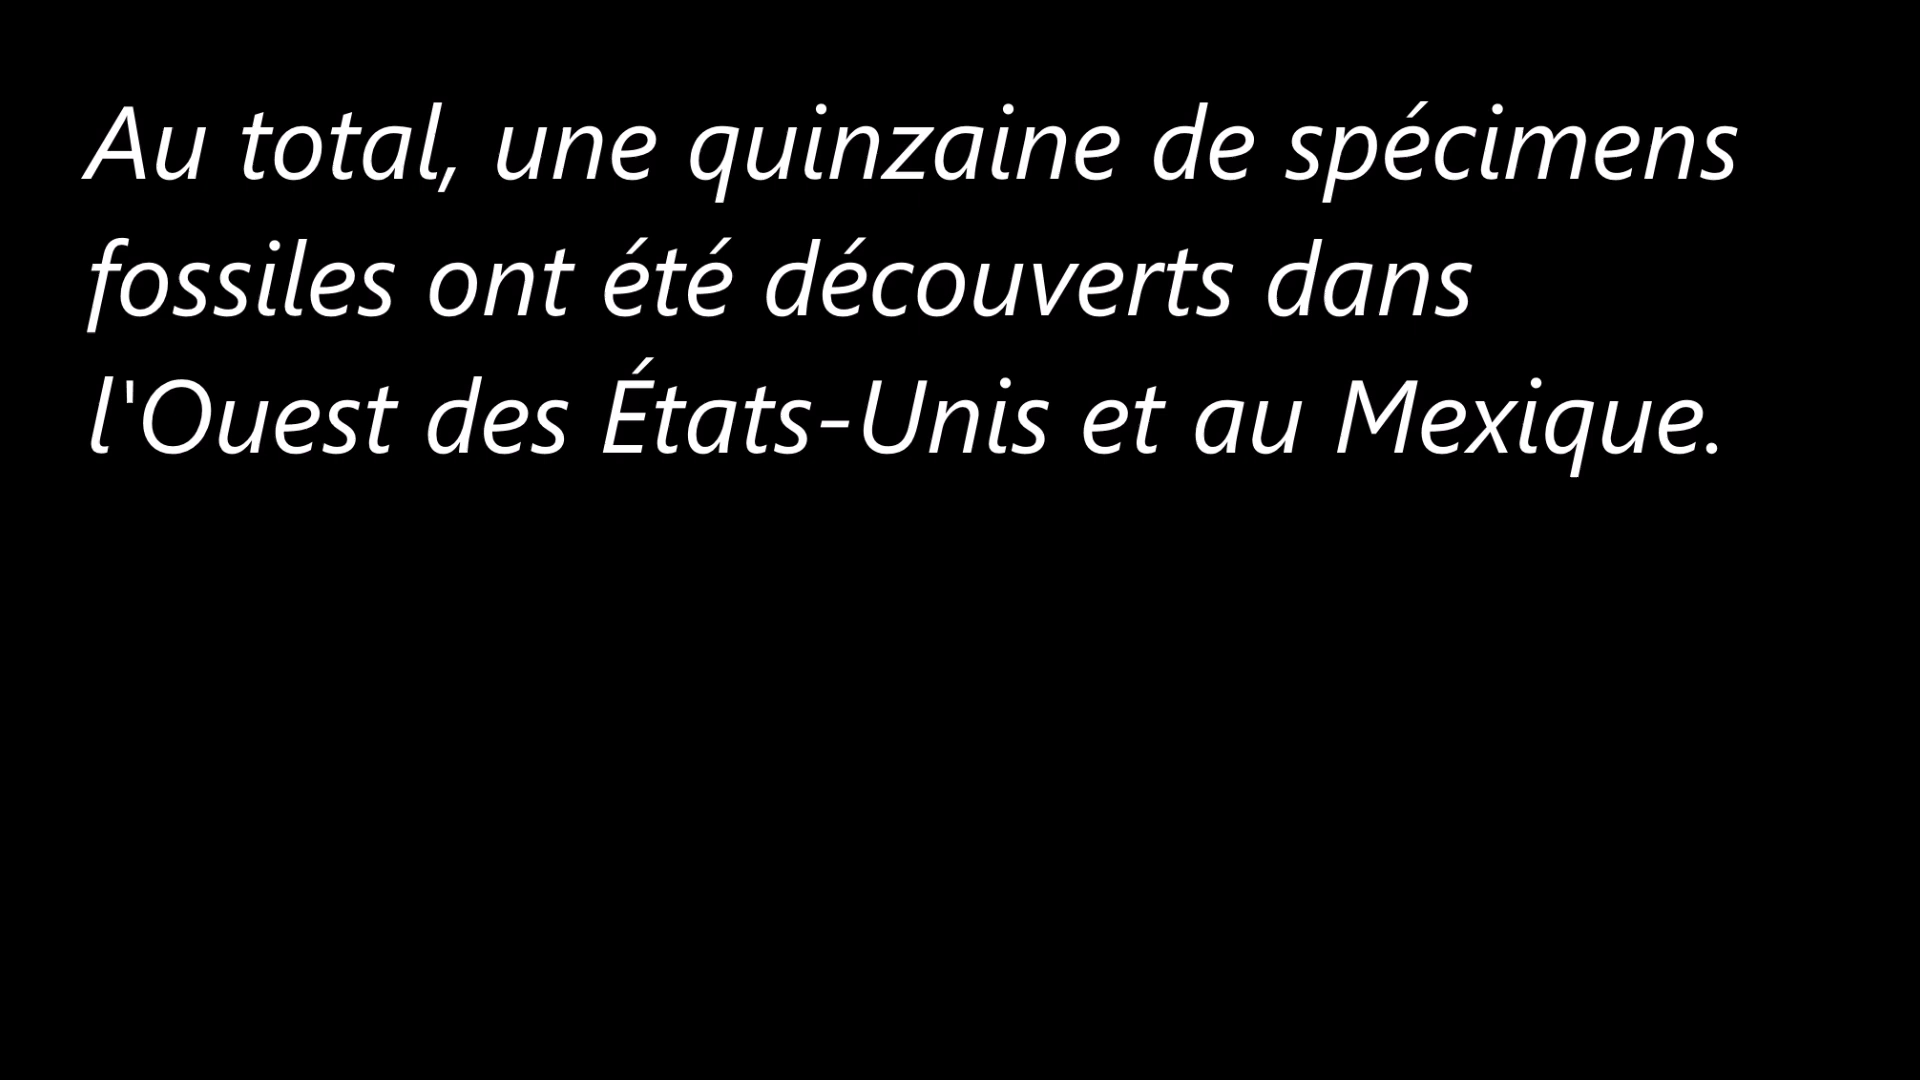 Au total, une quinzaine de spécimens
fossiles ont été découverts dans
l'Ouest des États-Unis et au Mexique.